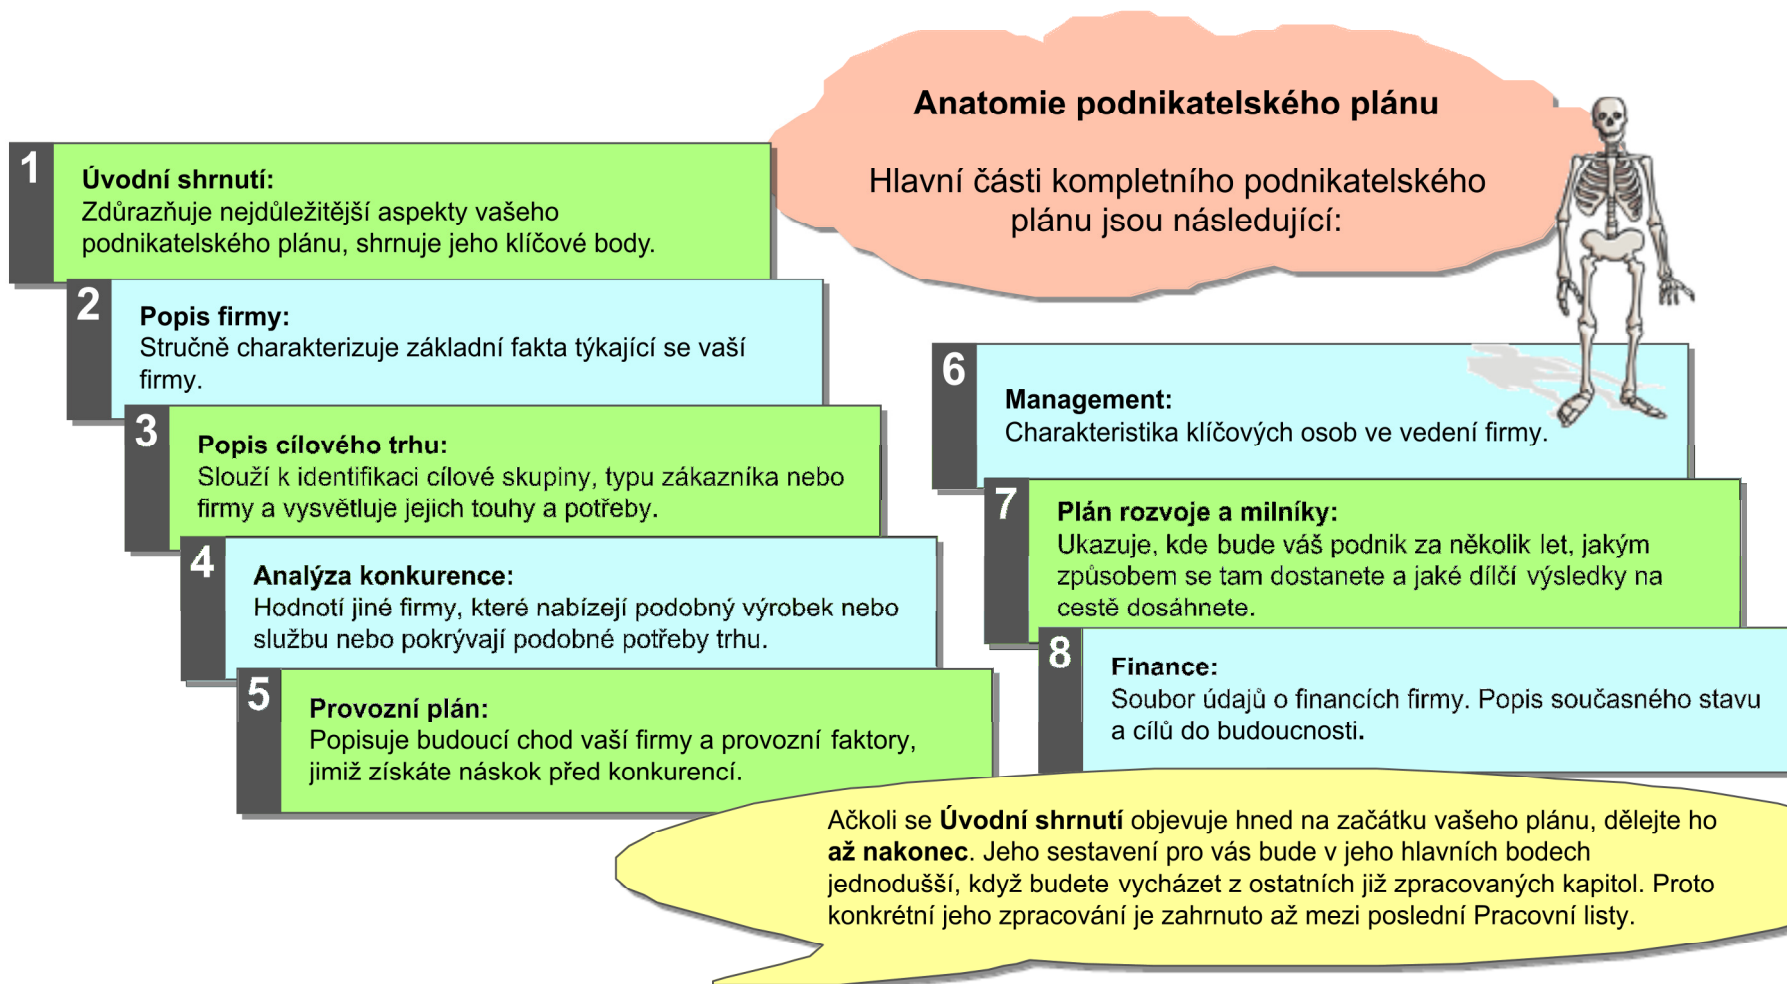 Anatomie podnikatelského plánu
Hlavní části kompletního podnikatelského
plánu jsou následující:
1
Úvodní shrnutí:
Zdůrazňuje nejdůležitější aspekty vašeho
podnikatelského plánu, shrnuje jeho klíčové body.
2
Popis firmy:
Stručně charakterizuje základní fakta týkající se vaší
firmy.
3
Popis cílového trhu:
Slouží k identifikaci cílové skupiny, typu zákazníka nebo
firmy a vysvětluje jejich touhy a potřeby.
4
Analýza konkurence:
Hodnotí jiné firmy, které nabízejí podobný výrobek nebo
službu nebo pokrývají podobné potřeby trhu.
5
Provozní plán:
Popisuje budoucí chod vaší firmy a provozní faktory,
jimiž získáte náskok před konkurencí.
6
Management:
Charakteristika klíčových osob ve vedení firmy.
7
Plán rozvoje a milníky:
Ukazuje, kde bude váš podnik za několik let, jakým
způsobem se tam dostanete a jaké dílčí výsledky na
cestě dosáhnete.
8
Finance:
Soubor údajů o financích firmy. Popis současného stavu
a cílů do budoucnosti.
Ačkoli se Úvodní shrnutí objevuje hned na začátku vašeho plánu, dělejte ho
až nakonec. Jeho sestavení pro vás bude v jeho hlavních bodech
jednodušší, když budete vycházet z ostatních již zpracovaných kapitol. Proto
konkrétní jeho zpracování je zahrnuto až mezi poslední Pracovní listy.